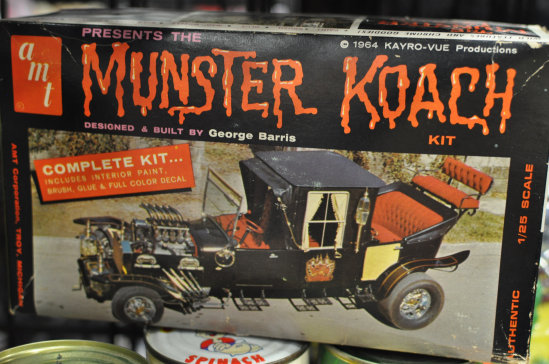 amt
PRESENTS THE
© 1964 KAYRO-VUE Productions
MUNSTER KOACH
KIT
DESIGNED & BUILT BY George Barris
COMPLETE KIT...
INCLUDES INTERIOR PAINT,
BRUSH, GLUE & FULL COLOR DECAL
AMT Corporation, TROY, MICHIGAN
AUTHENTIC 1/25 SCALE
SPINACH